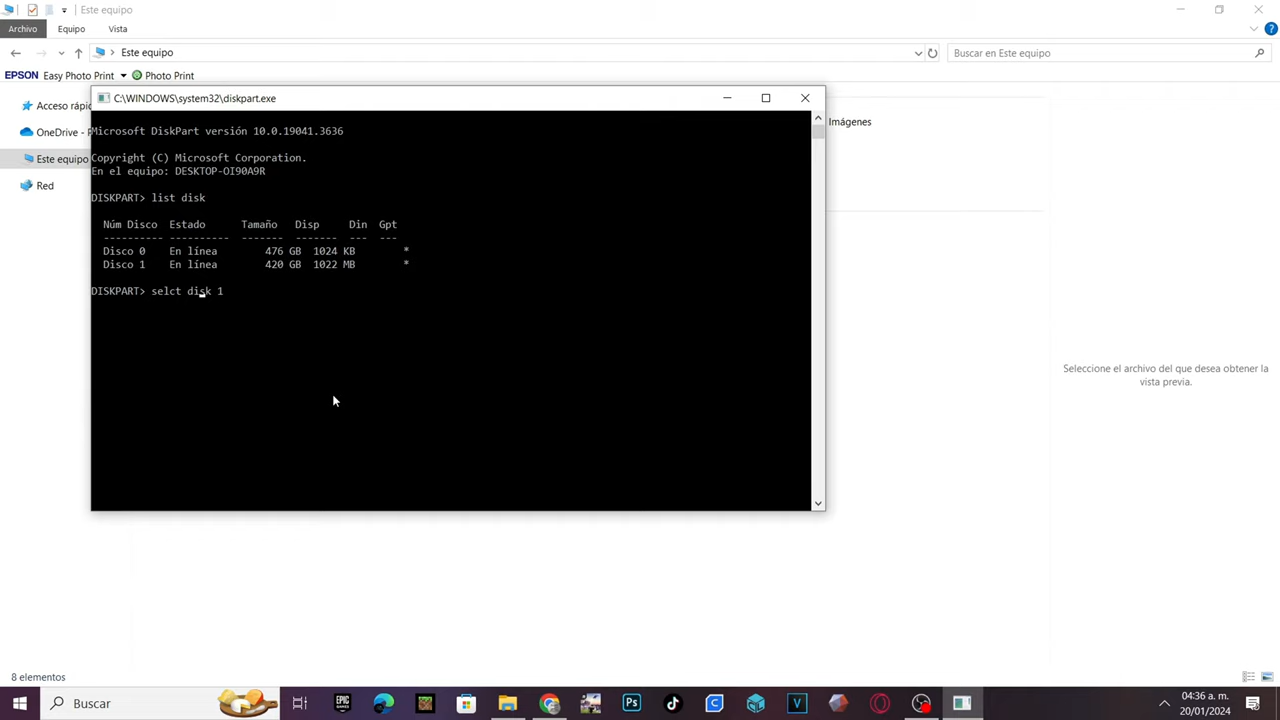 Este equipo
Archivo Equipo Vista
Este equipo Buscar en Este equipo
EPSON Easy Photo Print Photo Print
Acceso rápi
OneDrive - P
Este equipo
Red
Imágenes
C:\WINDOWS\system32\diskpart.exe
Microsoft DiskPart versión 10.0.19041.3636
Copyright (C) Microsoft Corporation.
En el equipo: DESKTOP-OI90A9R
DISKPART> list disk
Núm Disco Estado Tamaño Disp Din Gpt
---------- ---------- ------- ------- --- ---
Disco 0 En línea 476 GB 1024 KB *
Disco 1 En línea 420 GB 1022 MB *
DISKPART> selct disk 1
Seleccione el archivo del que desea obtener la
vista previa.
8 elementos
Buscar
EPIC
GAMES
Ps
V
04:36 a. m.
20/01/2024